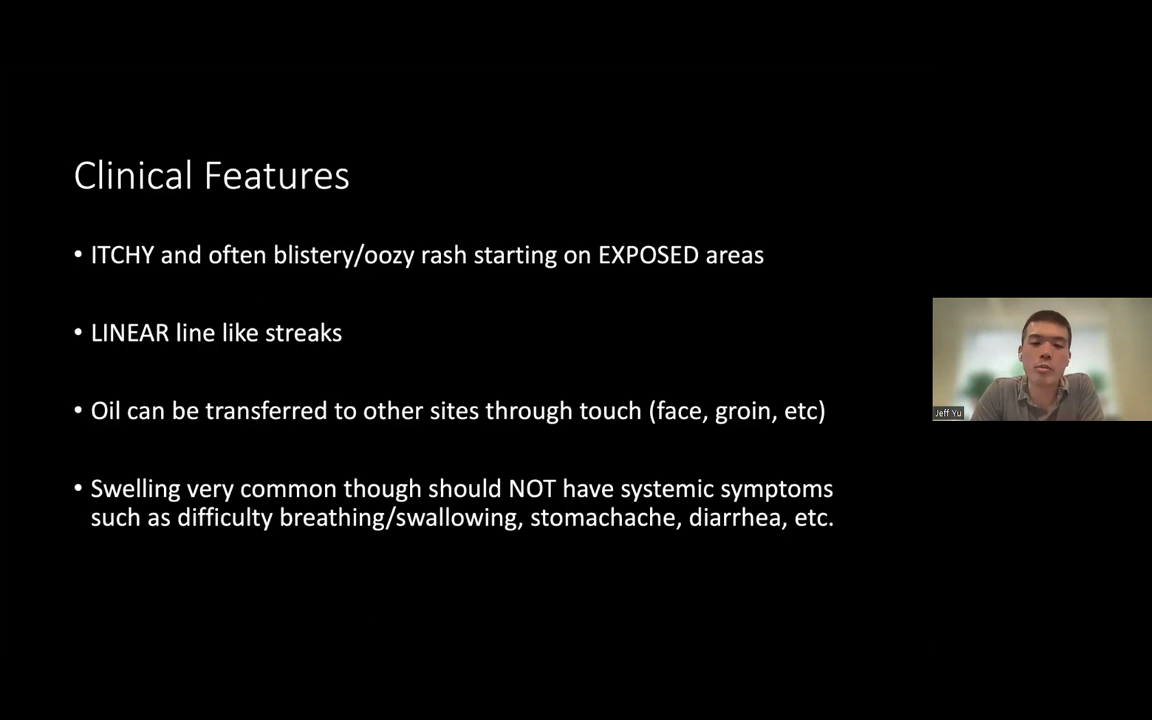 Clinical Features
• ITCHY and often blistery/oozy rash starting on EXPOSED areas
• LINEAR line like streaks
• Oil can be transferred to other sites through touch (face, groin, etc)
• Swelling very common though should NOT have systemic symptoms
such as difficulty breathing/swallowing, stomachache, diarrhea, etc.
Jeff Yu